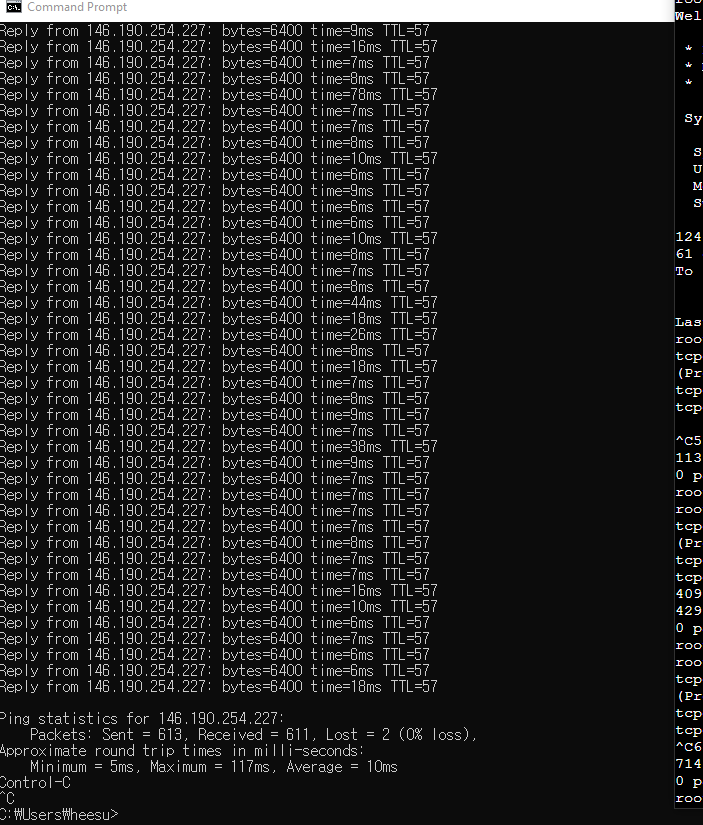 Command Prompt
Reply from 146.190.254.227: bytes=6400 time=9ms TTL=57
Reply from 146.190.254.227: bytes=6400 time=16ms TTL=57
Reply from 146.190.254.227: bytes=6400 time=7ms TTL=57
Reply from 146.190.254.227: bytes=6400 time=8ms TTL=57
Reply from 146.190.254.227: bytes=6400 time=78ms TTL=57
Reply from 146.190.254.227: bytes=6400 time=7ms TTL=57
Reply from 146.190.254.227: bytes=6400 time=7ms TTL=57
Reply from 146.190.254.227: bytes=6400 time=8ms TTL=57
Reply from 146.190.254.227: bytes=6400 time=10ms TTL=57
Reply from 146.190.254.227: bytes=6400 time=6ms TTL=57
Reply from 146.190.254.227: bytes=6400 time=9ms TTL=57
Reply from 146.190.254.227: bytes=6400 time=6ms TTL=57
Reply from 146.190.254.227: bytes=6400 time=6ms TTL=57
Reply from 146.190.254.227: bytes=6400 time=10ms TTL=57
Reply from 146.190.254.227: bytes=6400 time=8ms TTL=57
Reply from 146.190.254.227: bytes=6400 time=7ms TTL=57
Reply from 146.190.254.227: bytes=6400 time=8ms TTL=57
Reply from 146.190.254.227: bytes=6400 time=44ms TTL=57
Reply from 146.190.254.227: bytes=6400 time=18ms TTL=57
Reply from 146.190.254.227: bytes=6400 time=26ms TTL=57
Reply from 146.190.254.227: bytes=6400 time=8ms TTL=57
Reply from 146.190.254.227: bytes=6400 time=18ms TTL=57
Reply from 146.190.254.227: bytes=6400 time=7ms TTL=57
Reply from 146.190.254.227: bytes=6400 time=8ms TTL=57
Reply from 146.190.254.227: bytes=6400 time=9ms TTL=57
Reply from 146.190.254.227: bytes=6400 time=7ms TTL=57
Reply from 146.190.254.227: bytes=6400 time=38ms TTL=57
Reply from 146.190.254.227: bytes=6400 time=9ms TTL=57
Reply from 146.190.254.227: bytes=6400 time=7ms TTL=57
Reply from 146.190.254.227: bytes=6400 time=7ms TTL=57
Reply from 146.190.254.227: bytes=6400 time=7ms TTL=57
Reply from 146.190.254.227: bytes=6400 time=7ms TTL=57
Reply from 146.190.254.227: bytes=6400 time=8ms TTL=57
Reply from 146.190.254.227: bytes=6400 time=7ms TTL=57
Reply from 146.190.254.227: bytes=6400 time=7ms TTL=57
Reply from 146.190.254.227: bytes=6400 time=16ms TTL=57
Reply from 146.190.254.227: bytes=6400 time=10ms TTL=57
Reply from 146.190.254.227: bytes=6400 time=6ms TTL=57
Reply from 146.190.254.227: bytes=6400 time=7ms TTL=57
Reply from 146.190.254.227: bytes=6400 time=6ms TTL=57
Reply from 146.190.254.227: bytes=6400 time=6ms TTL=57
Reply from 146.190.254.227: bytes=6400 time=18ms TTL=57
Ping statistics for 146.190.254.227:
Packets: Sent = 613, Received = 611, Lost = 2 (0% loss),
Approximate round trip times in milli-seconds:
Minimum = 5ms, Maximum = 117ms, Average = 10ms
Control-C
^C
C:₩Users₩heesu>
Wel
*
*
*
Sy
S
U
M
S
124
61
To
Las
roo
tcp
(Pr
tcp
tcp
^C5
113
0 p
roo
roo
tcp
(Pr
tcp
tcp
409
429
0 p
roo
roo
tcp
(Pr
tcp
tcp
^C6
714
0 p
roo